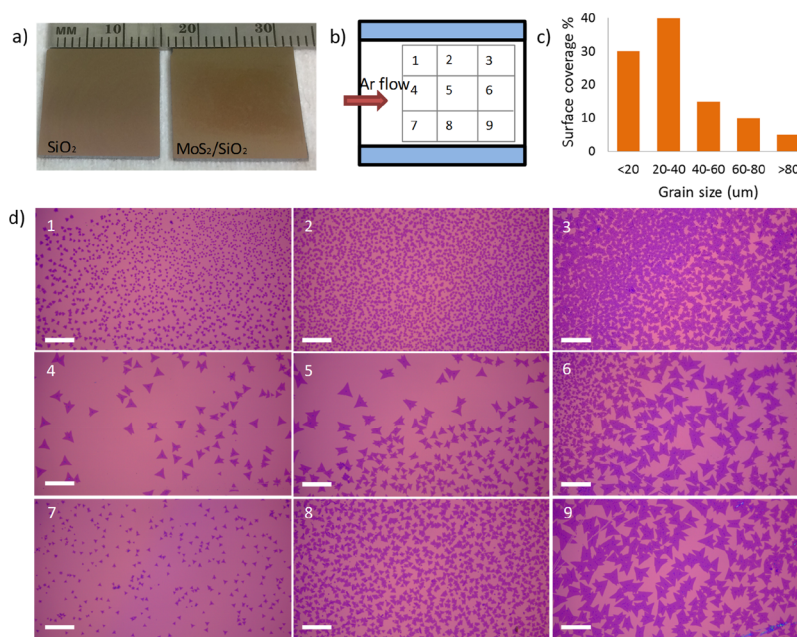 a)
MM 10 20 30
SiO₂
MoS₂/SiO₂
b)
Ar flow
1 2 3
4 5 6
7 8 9
c)
Surface coverage %
40
30
20
10
0
<20 20-40 40-60 60-80 >80
Grain size (um)
d)
1 2 3
4 5 6
7 8 9